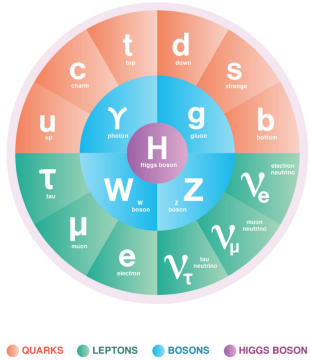 t
top
d
down
c
charm
s
strange
u
up
γ
photon
g
gluon
b
bottom
H
Higgs boson
τ
tau
W
W
boson
Z
Z
boson
νe
electron
neutrino
μ
muon
νμ
muon
neutrino
e
electron
ντ
tau
neutrino
QUARKS
LEPTONS
BOSONS
HIGGS BOSON